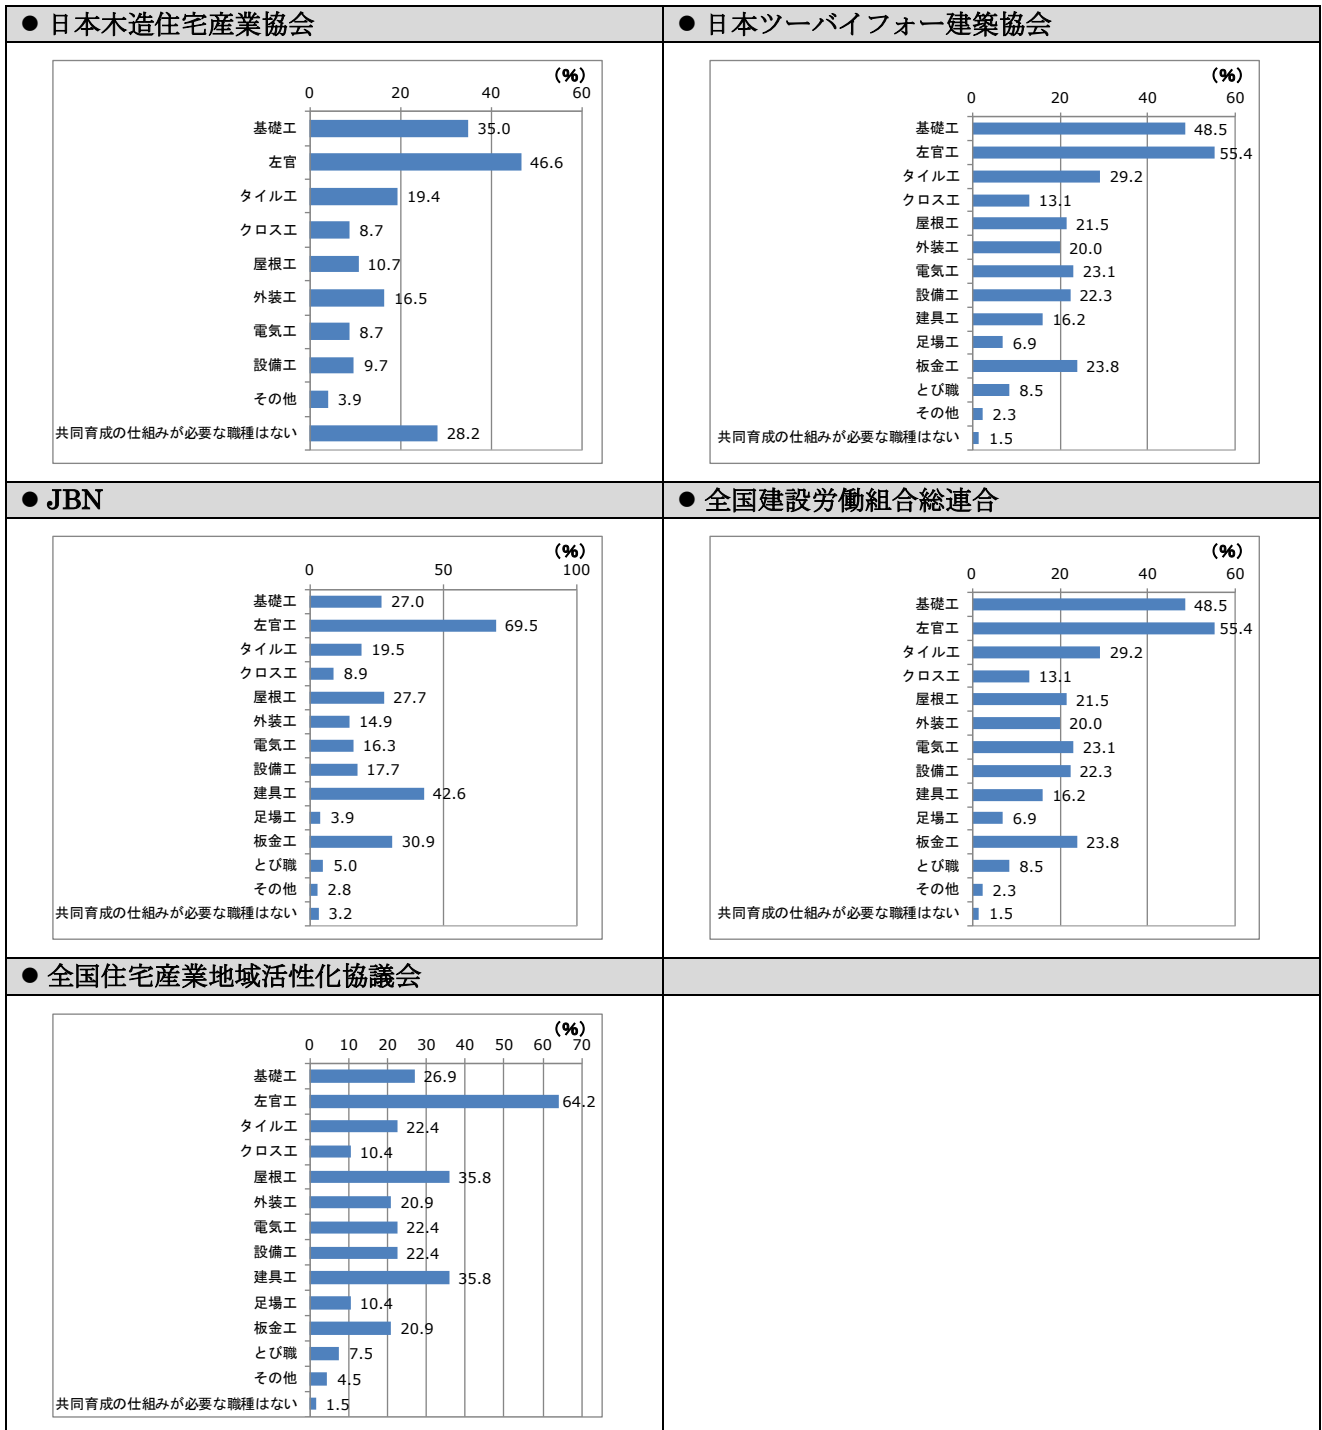 ● 日本木造住宅産業協会
(%)
0 20 40 60
基礎工 35.0
左官 46.6
タイル工 19.4
クロス工 8.7
屋根工 10.7
外装工 16.5
電気工 8.7
設備工 9.7
その他 3.9
共同育成の仕組みが必要な職種はない 28.2
● 日本ツーバイフォー建築協会
(%)
0 20 40 60
基礎工 48.5
左官工 55.4
タイル工 29.2
クロス工 13.1
屋根工 21.5
外装工 20.0
電気工 23.1
設備工 22.3
建具工 16.2
足場工 6.9
板金工 23.8
とび職 8.5
その他 2.3
共同育成の仕組みが必要な職種はない 1.5
● JBN
(%)
0 50 100
基礎工 27.0
左官工 69.5
タイル工 19.5
クロス工 8.9
屋根工 27.7
外装工 14.9
電気工 16.3
設備工 17.7
建具工 42.6
足場工 3.9
板金工 30.9
とび職 5.0
その他 2.8
共同育成の仕組みが必要な職種はない 3.2
● 全国建設労働組合総連合
(%)
0 20 40 60
基礎工 48.5
左官工 55.4
タイル工 29.2
クロス工 13.1
屋根工 21.5
外装工 20.0
電気工 23.1
設備工 22.3
建具工 16.2
足場工 6.9
板金工 23.8
とび職 8.5
その他 2.3
共同育成の仕組みが必要な職種はない 1.5
● 全国住宅産業地域活性化協議会
(%)
0 10 20 30 40 50 60 70
基礎工 26.9
左官工 64.2
タイル工 22.4
クロス工 10.4
屋根工 35.8
外装工 20.9
電気工 22.4
設備工 22.4
建具工 35.8
足場工 10.4
板金工 20.9
とび職 7.5
その他 4.5
共同育成の仕組みが必要な職種はない 1.5